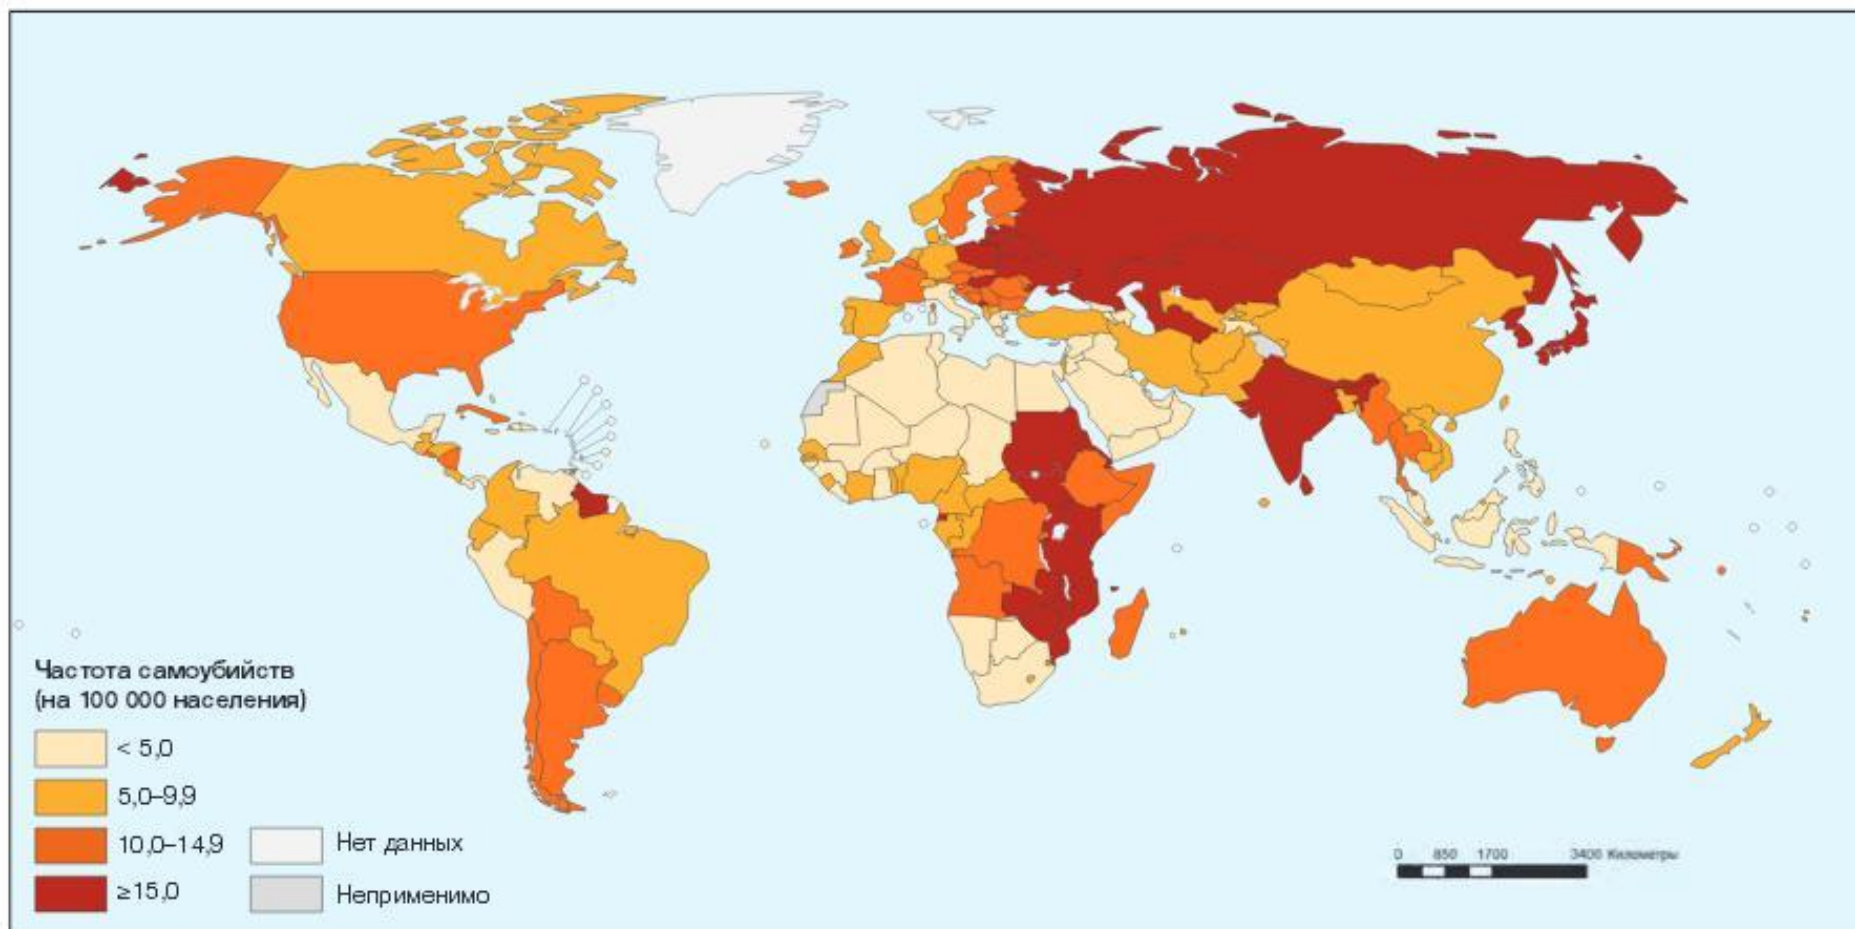 Частота самоубийств
(на 100 000 населения)
< 5,0
5,0–9,9
10,0–14,9
≥15,0
Нет данных
Неприменимо
0 850 1700 3400 Километры